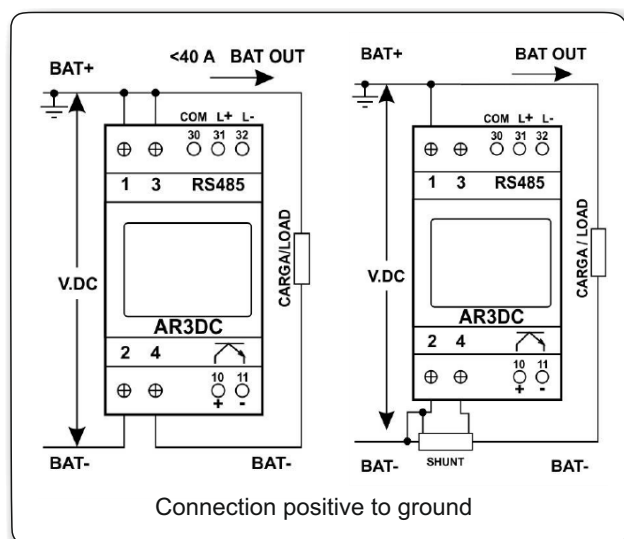 <40 A BAT OUT
BAT+
COM L+ L-
30 31 32
1 3 RS485
V.DC
CARGA/LOAD
AR3DC
2 4
10 11
+ -
BAT- BAT-
BAT OUT
BAT+
COM L+ L-
30 31 32
1 3 RS485
V.DC
CARGA / LOAD
AR3DC
2 4
10 11
+ -
BAT- SHUNT BAT-
Connection positive to ground